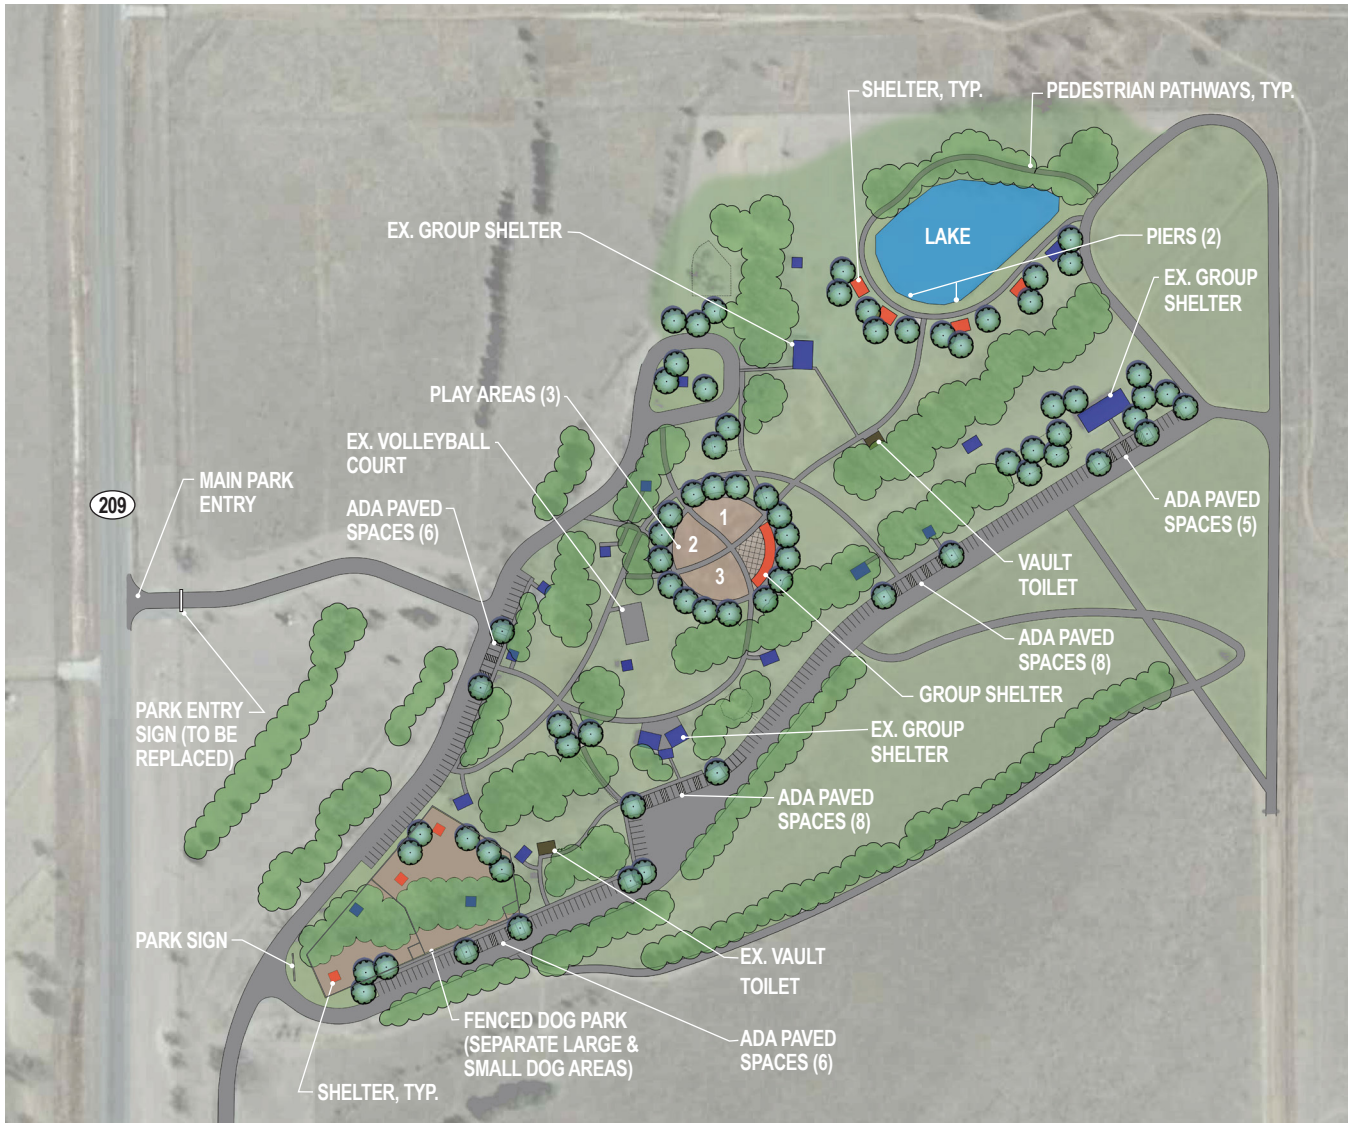 SHELTER, TYP.
PEDESTRIAN PATHWAYS, TYP.
EX. GROUP SHELTER
LAKE
PIERS (2)
EX. GROUP
SHELTER
PLAY AREAS (3)
EX. VOLLEYBALL
COURT
MAIN PARK
ENTRY
209
ADA PAVED
SPACES (6)
1
2
3
ADA PAVED
SPACES (5)
VAULT
TOILET
ADA PAVED
SPACES (8)
GROUP SHELTER
PARK ENTRY
SIGN (TO BE
REPLACED)
EX. GROUP
SHELTER
ADA PAVED
SPACES (8)
PARK SIGN
EX. VAULT
TOILET
FENCED DOG PARK
(SEPARATE LARGE &
SMALL DOG AREAS)
ADA PAVED
SPACES (6)
SHELTER, TYP.